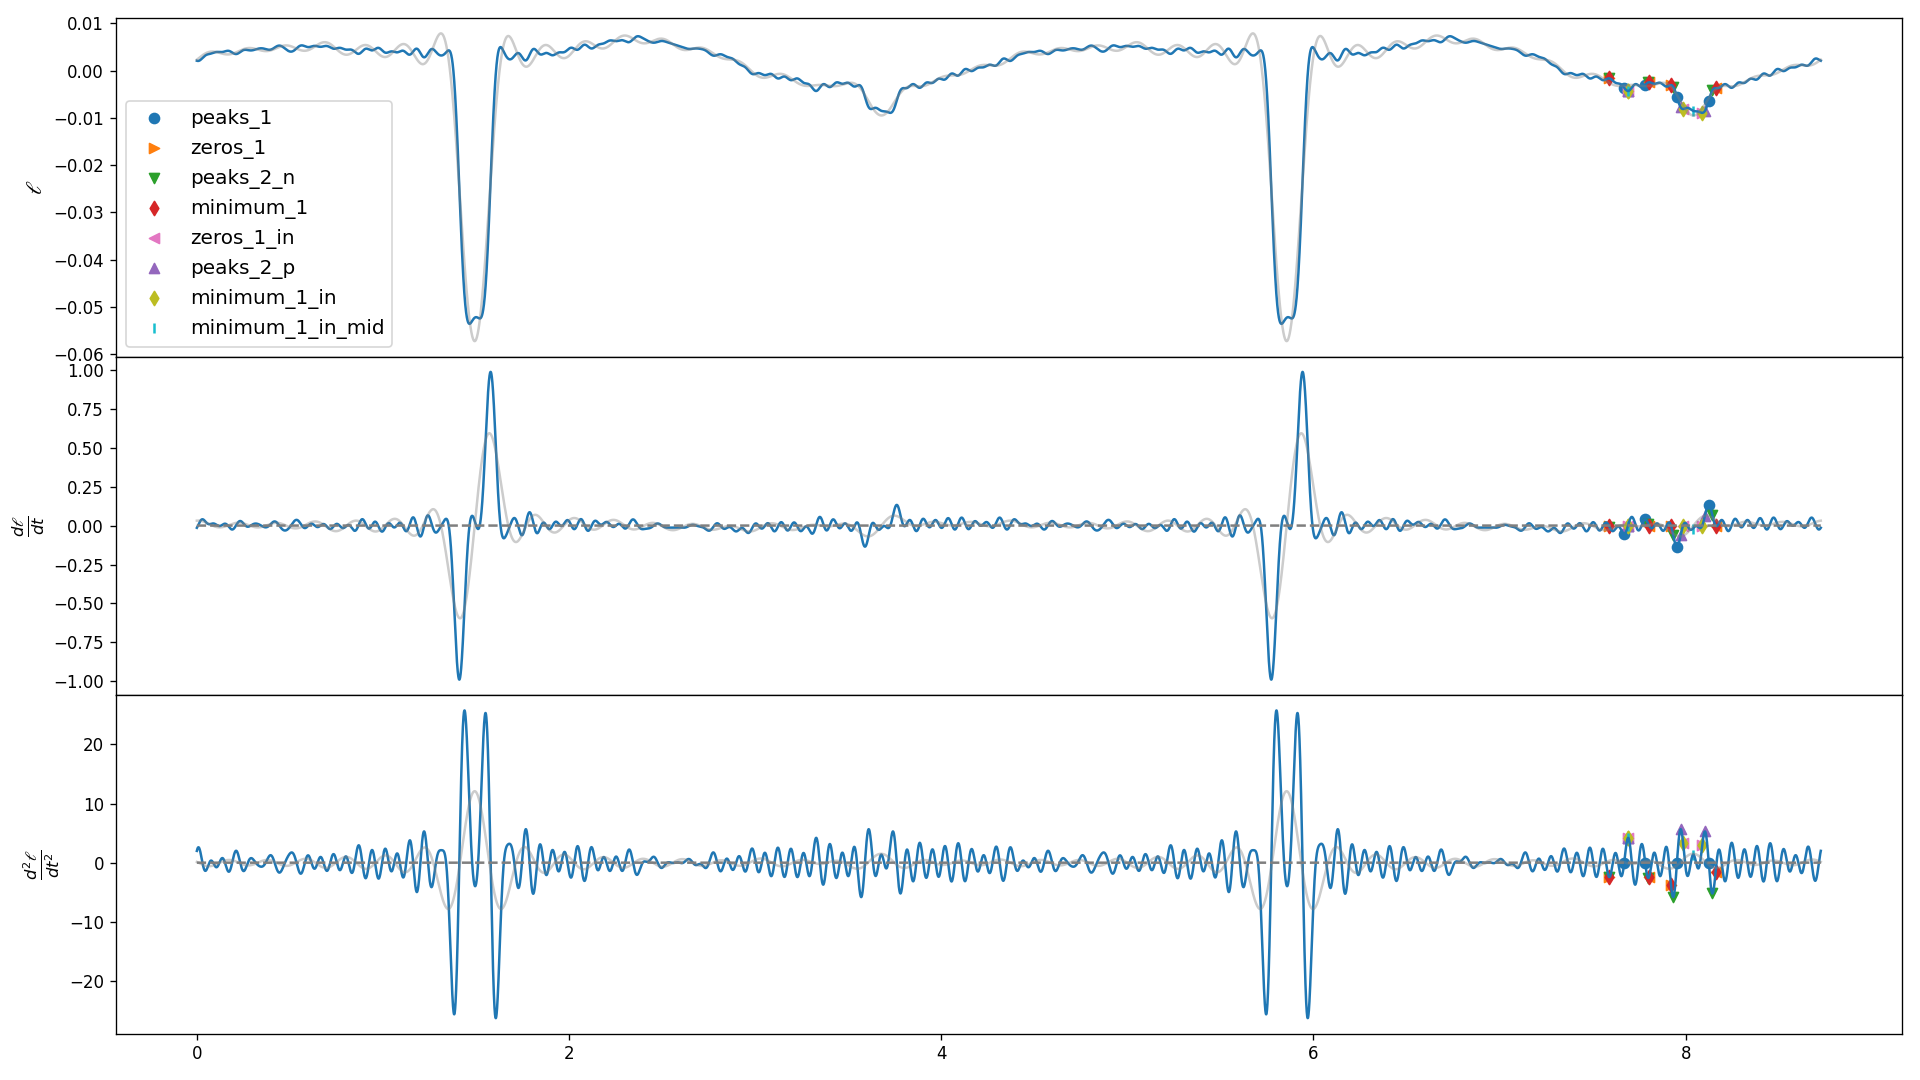 0.01
0.00
−0.01
−0.02
−0.03
−0.04
−0.05
−0.06
ℓ
peaks_1
zeros_1
peaks_2_n
minimum_1
zeros_1_in
peaks_2_p
minimum_1_in
minimum_1_in_mid
1.00
0.75
0.50
0.25
0.00
−0.25
−0.50
−0.75
−1.00
dℓ
dt
20
10
0
−10
−20
d²ℓ
dt²
0 2 4 6 8